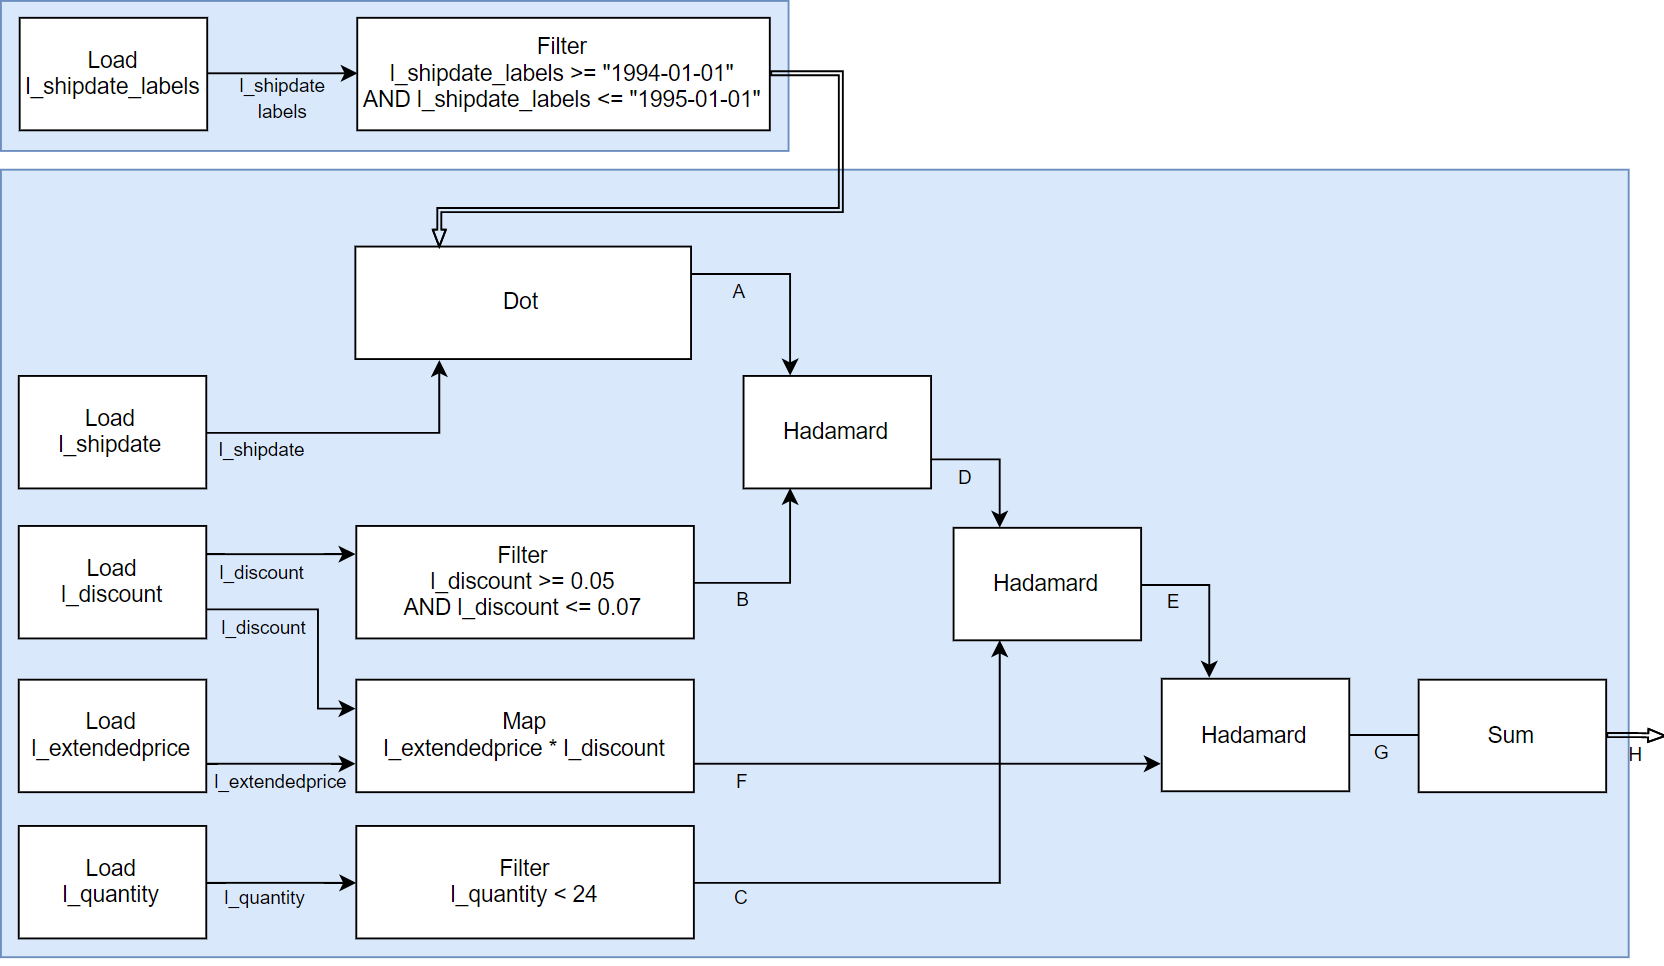 Load
l_shipdate_labels
l_shipdate
labels
Filter
l_shipdate_labels >= "1994-01-01"
AND l_shipdate_labels <= "1995-01-01"
Dot
A
Load
l_shipdate
l_shipdate
Hadamard
D
Load
l_discount
l_discount
l_discount
Filter
l_discount >= 0.05
AND l_discount <= 0.07
B
Hadamard
E
Load
l_extendedprice
l_extendedprice
Map
l_extendedprice * l_discount
F
Hadamard
G
Sum
H
Load
l_quantity
l_quantity
Filter
l_quantity < 24
C